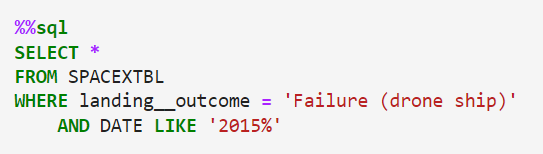 %%sql
SELECT *
FROM SPACEXTBL
WHERE landing__outcome = 'Failure (drone ship)'
    AND DATE LIKE '2015%'